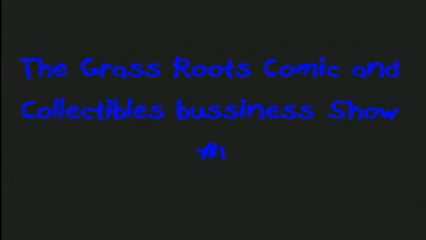 The Grass Roots Comic and
Collectibles bussiness Show
#1